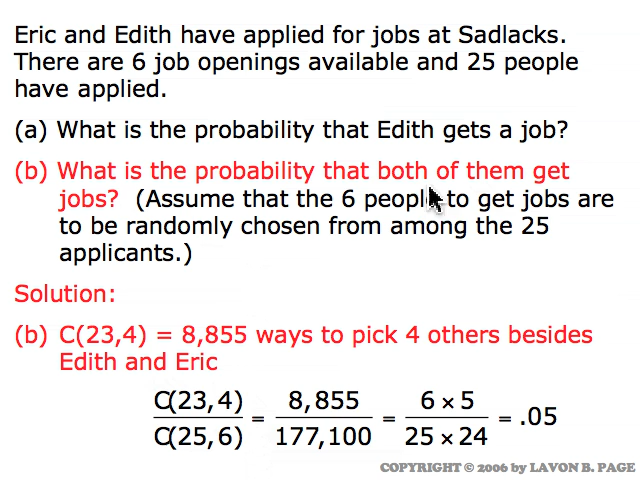 Eric and Edith have applied for jobs at Sadlacks.
There are 6 job openings available and 25 people
have applied.
(a) What is the probability that Edith gets a job?
(b) What is the probability that both of them get
jobs? (Assume that the 6 people to get jobs are
to be randomly chosen from among the 25
applicants.)
Solution:
(b) C(23,4) = 8,855 ways to pick 4 others besides
Edith and Eric
C(23,4) / C(25,6) = 8,855 / 177,100 = 6 × 5 / 25 × 24 = .05
COPYRIGHT © 2006 by LAVON B. PAGE